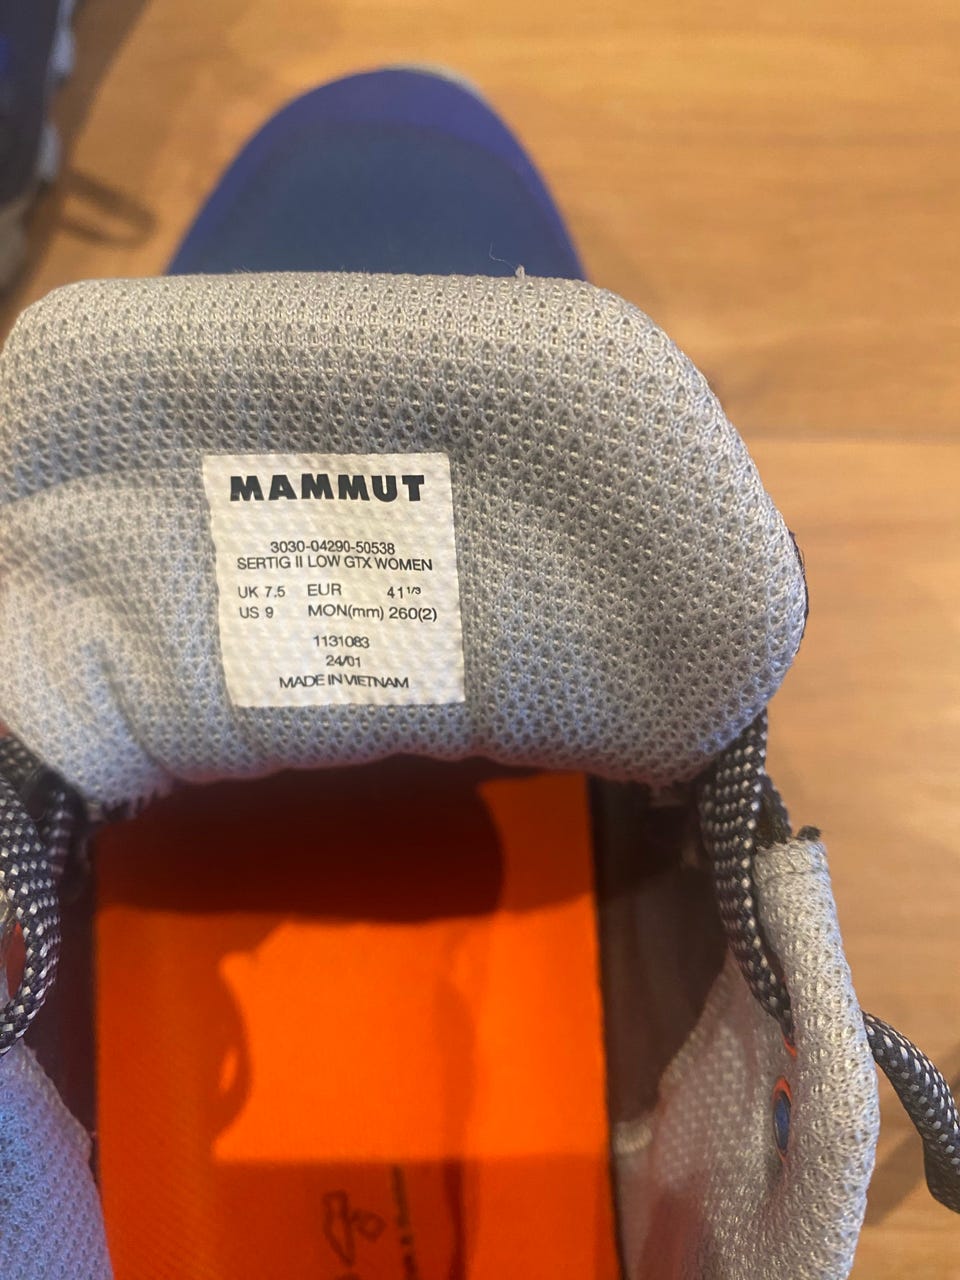 MAMMUT
3030-04290-50538
SERTIG II LOW GTX WOMEN
UK 7.5 EUR 41 1/3
US 9 MON(mm) 260(2)
1131083
24/01
MADE IN VIETNAM